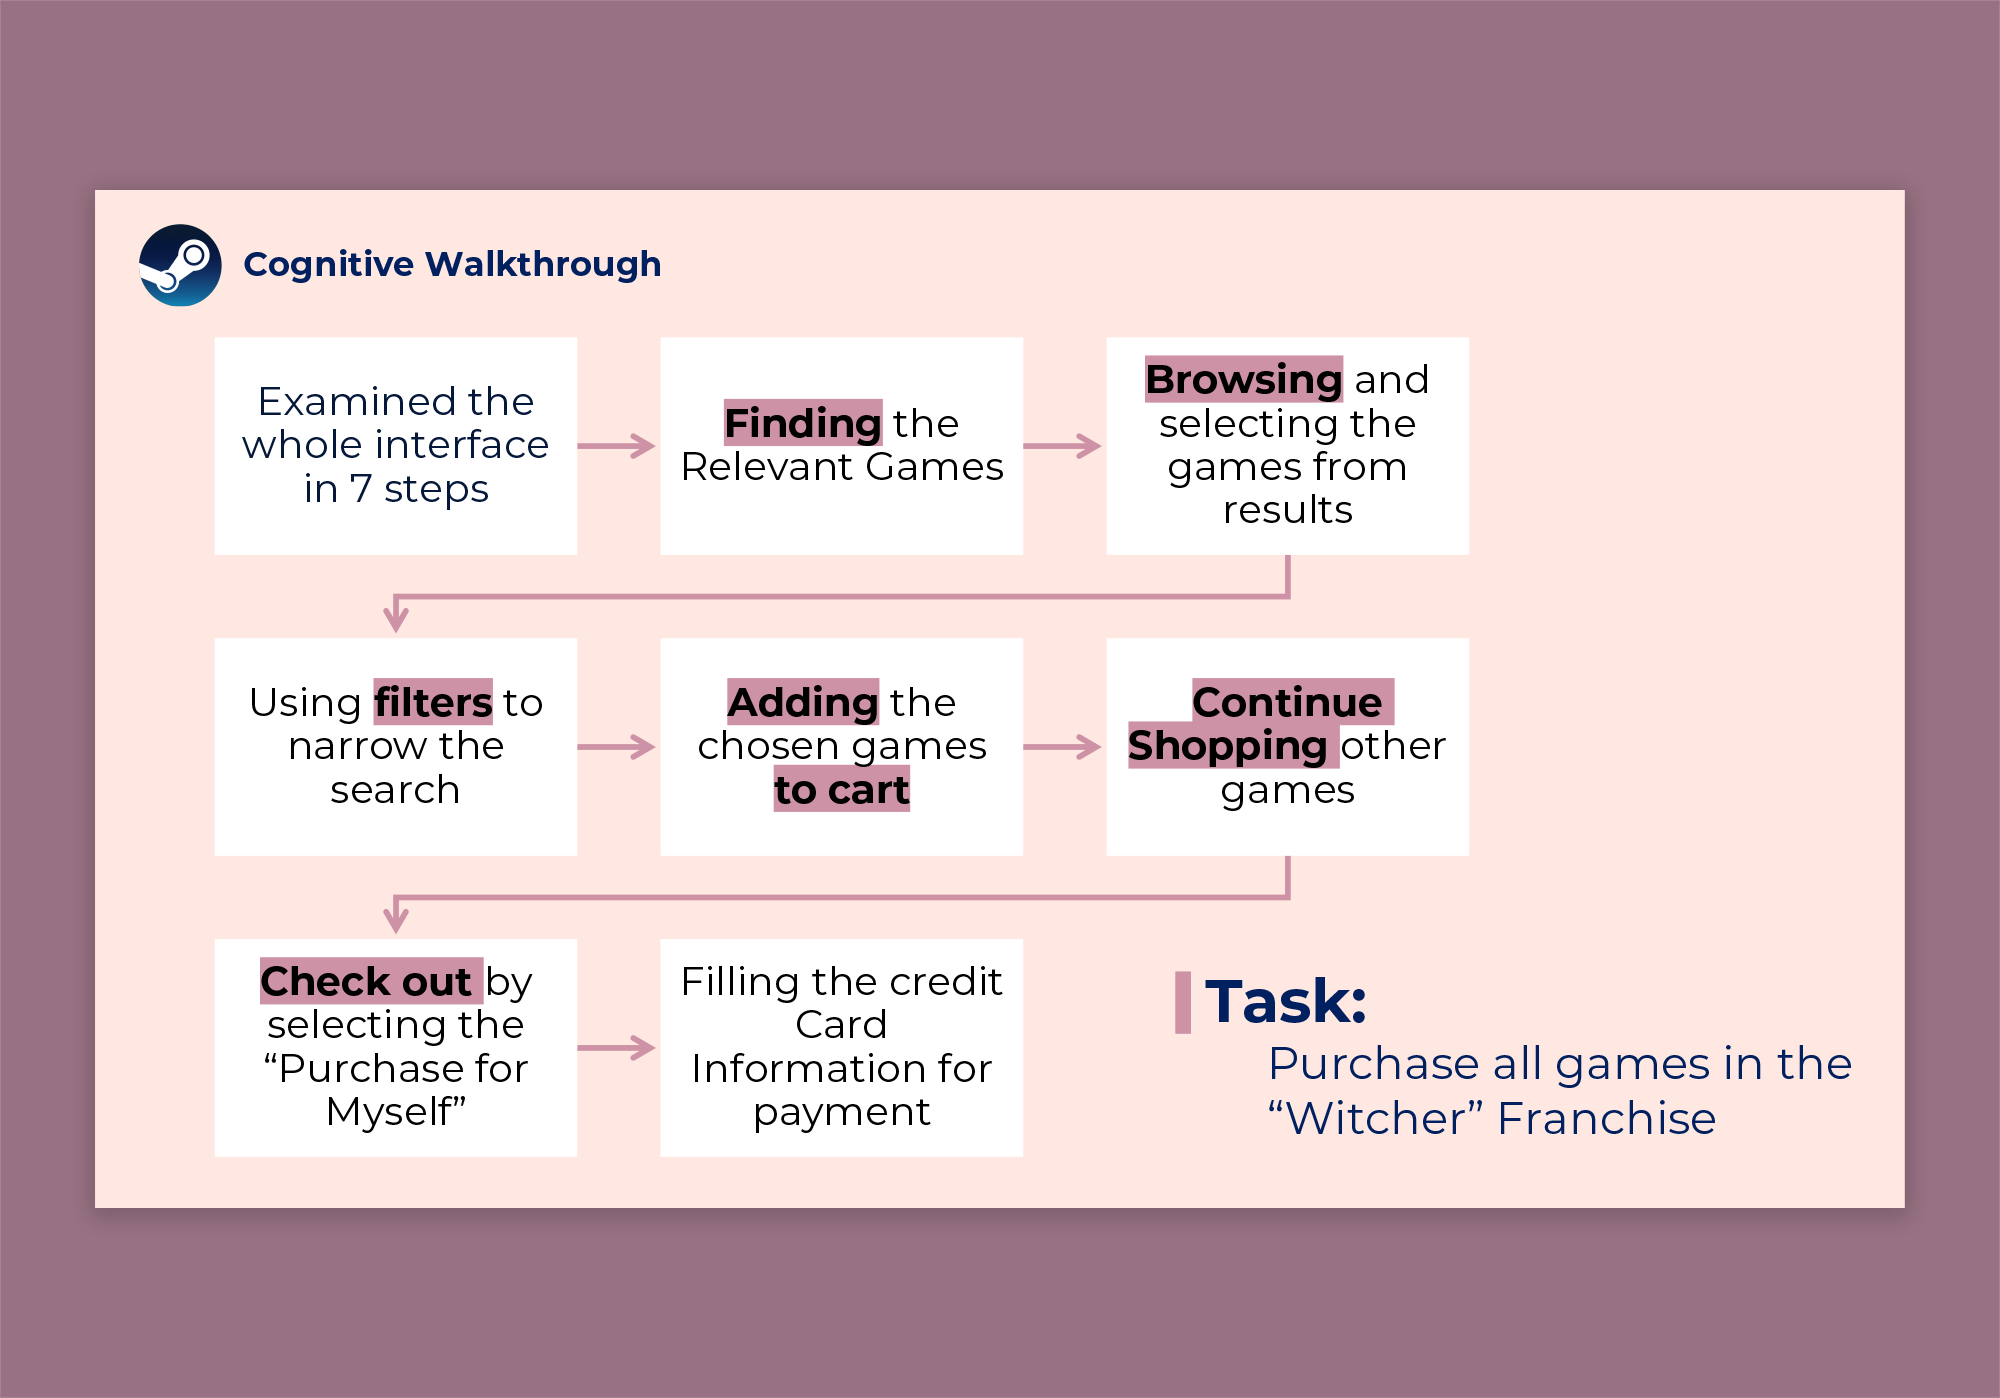 Cognitive Walkthrough
Examined the
whole interface
in 7 steps
Finding the
Relevant Games
Browsing and
selecting the
games from
results
Using filters to
narrow the
search
Adding the
chosen games
to cart
Continue
Shopping other
games
Check out by
selecting the
“Purchase for
Myself”
Filling the credit
Card
Information for
payment
Task:
Purchase all games in the
“Witcher” Franchise